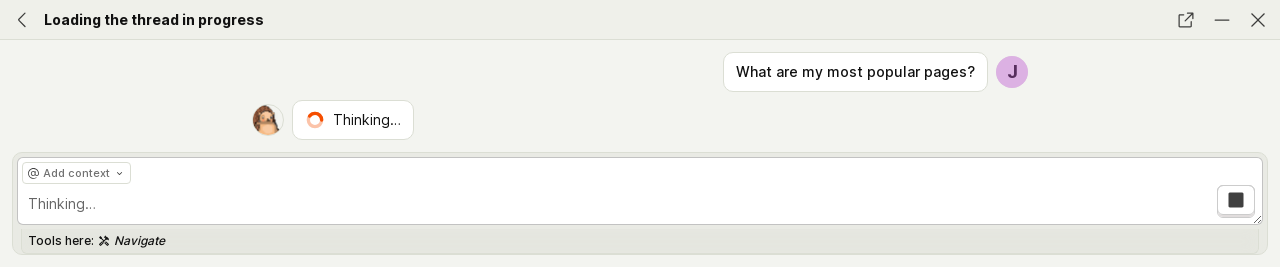 Loading the thread in progress
What are my most popular pages?
J
Thinking...
@ Add context
Thinking...
Tools here: Navigate